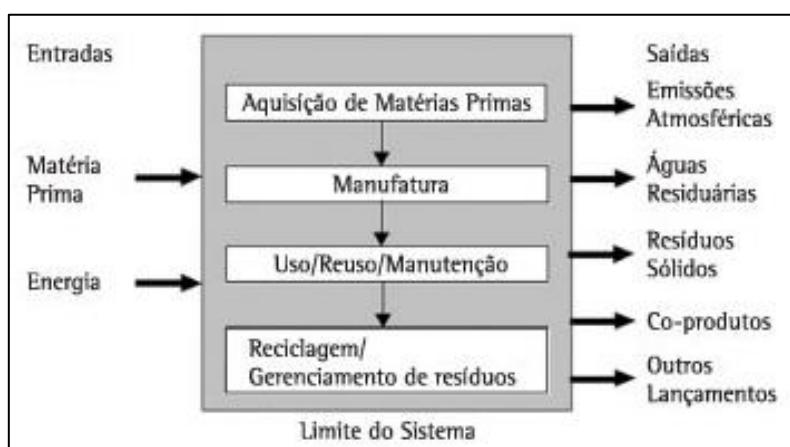 Entradas
Saídas
Aquisição de Matérias Primas
Emissões
Atmosféricas
Matéria
Prima
Manufatura
Águas
Residuárias
Uso/Reuso/Manutenção
Resíduos
Sólidos
Energia
Co-produtos
Reciclagem/
Gerenciamento de resíduos
Outros
Lançamentos
Limite do Sistema